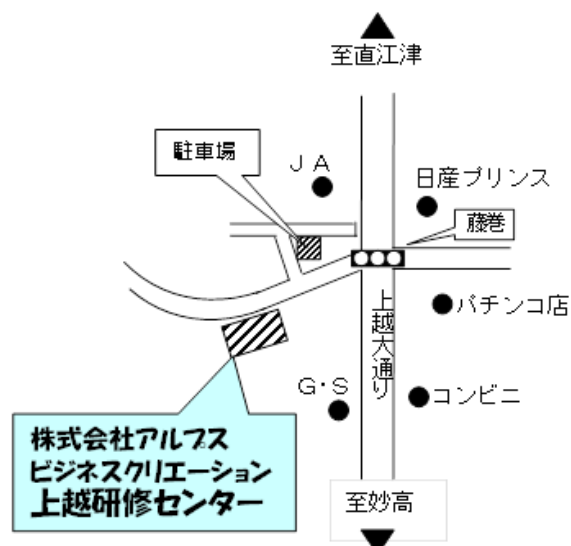 至直江津
駐車場
JA
日産プリンス
藤巻
パチンコ店
上越大通り
G・S
コンビニ
株式会社アルプス
ビジネスクリエーション
上越研修センター
至妙高